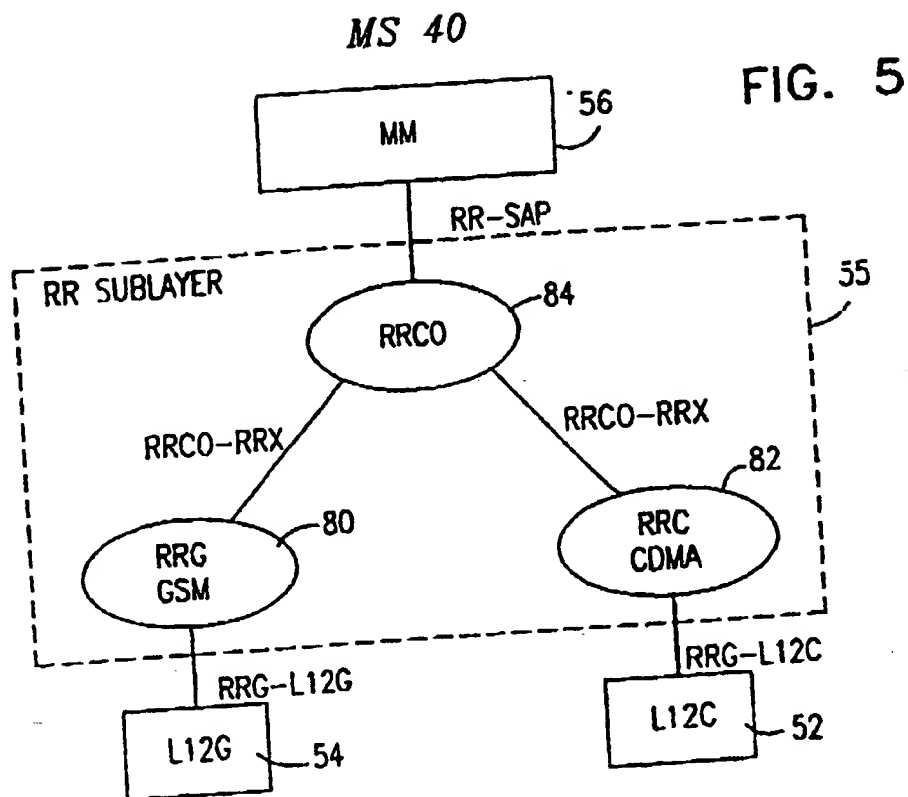 MS 40
FIG. 5
MM
56
RR-SAP
RR SUBLAYER
55
RRCO
84
RRCO-RRX
RRCO-RRX
82
80
RRG
GSM
RRC
CDMA
RRG-L12G
RRG-L12C
L12G
54
L12C
52